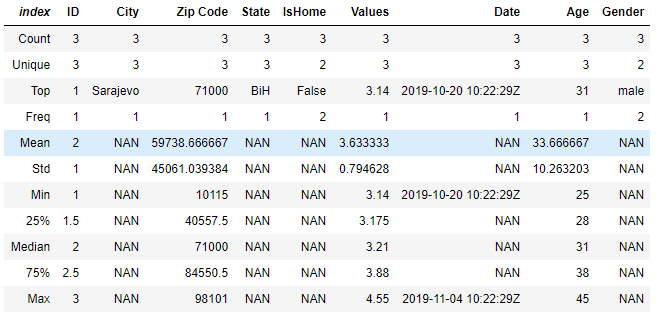 index ID City Zip Code State IsHome Values Date Age Gender
Count 3 3 3 3 3 3 3 3 3
Unique 3 3 3 3 2 3 3 3 2
Top 1 Sarajevo 71000 BiH False 3.14 2019-10-20 10:22:29Z 31 male
Freq 1 1 1 1 2 1 1 1 2
Mean 2 NAN 59738.666667 NAN NAN 3.633333 NAN 33.666667 NAN
Std 1 NAN 45061.039384 NAN NAN 0.794628 NAN 10.263203 NAN
Min 1 NAN 10115 NAN NAN 3.14 2019-10-20 10:22:29Z 25 NAN
25% 1.5 NAN 40557.5 NAN NAN 3.175 NAN 28 NAN
Median 2 NAN 71000 NAN NAN 3.21 NAN 31 NAN
75% 2.5 NAN 84550.5 NAN NAN 3.88 NAN 38 NAN
Max 3 NAN 98101 NAN NAN 4.55 2019-11-04 10:22:29Z 45 NAN